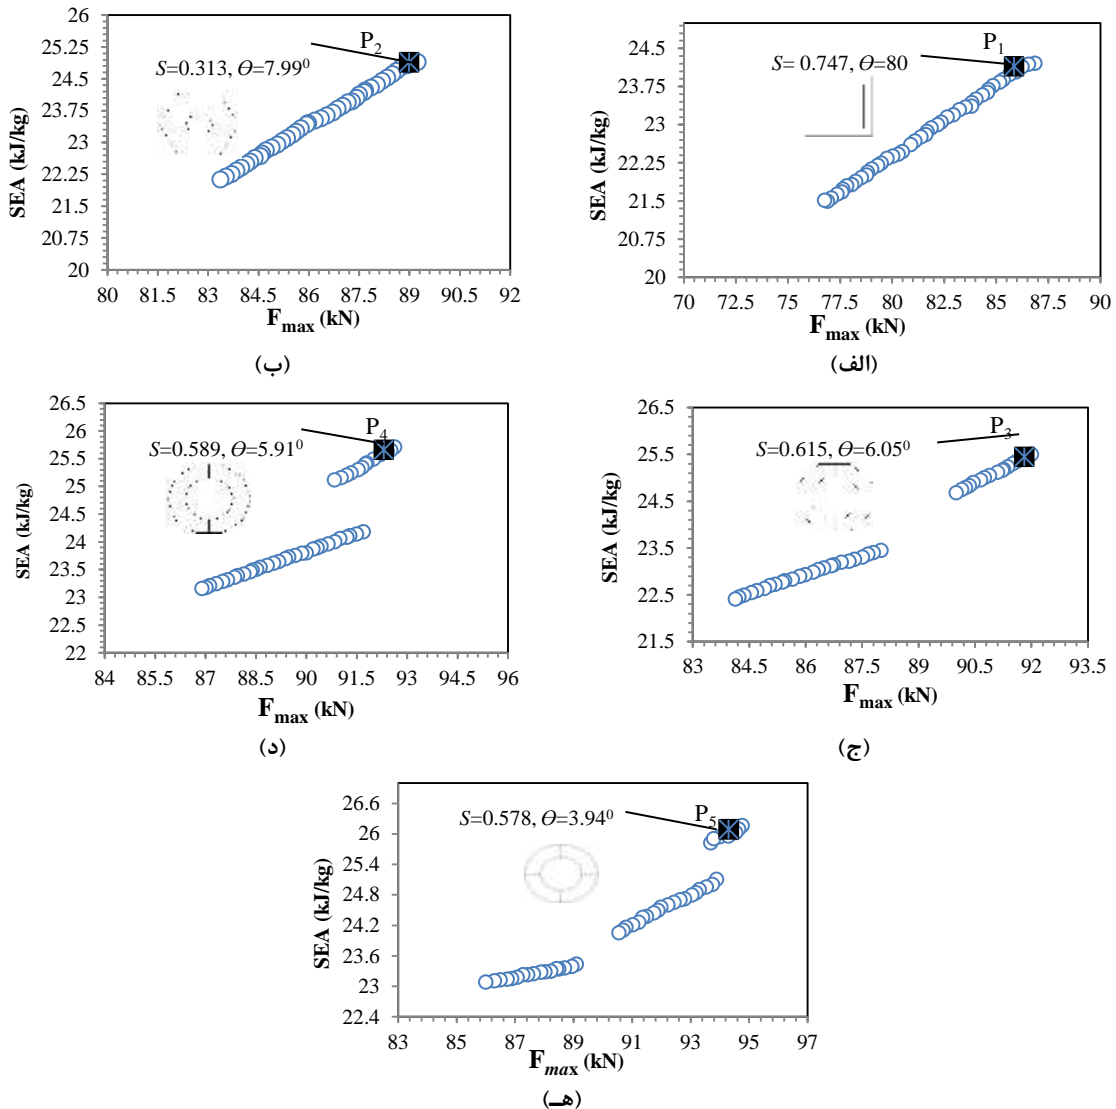 26
25.25
24.5
23.75
23
22.25
21.5
20.75
20
SEA (kJ/kg)
P2
S=0.313, Ɵ=7.99⁰
80 81.5 83 84.5 86 87.5 89 90.5 92
Fmax (kN)
(ب)
24.5
23.75
23
22.25
21.5
20.75
20
SEA (kJ/kg)
P1
S= 0.747, Ɵ=80
70 72.5 75 77.5 80 82.5 85 87.5 90
Fmax (kN)
(الف)
26.5
26
25.5
25
24.5
24
23.5
23
22.5
22
SEA (kJ/kg)
P4
S=0.589, Ɵ=5.91⁰
84 85.5 87 88.5 90 91.5 93 94.5 96
Fmax (kN)
(د)
26.5
25.5
24.5
23.5
22.5
21.5
SEA (kJ/kg)
P3
S=0.615, Ɵ=6.05⁰
83 84.5 86 87.5 89 90.5 92 93.5
Fmax (kN)
(ج)
26.6
26
25.4
24.8
24.2
23.6
23
22.4
SEA (kJ/kg)
P5
S=0.578, Ɵ=3.94⁰
83 85 87 89 91 93 95 97
Fmax (kN)
(هـ)